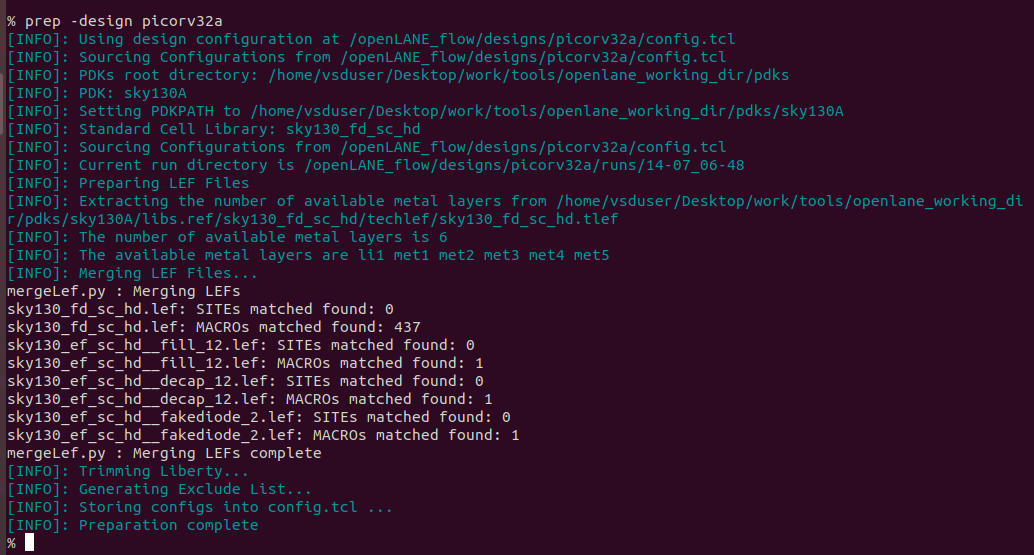 % prep -design picorv32a
[INFO]: Using design configuration at /openLANE_flow/designs/picorv32a/config.tcl
[INFO]: Sourcing Configurations from /openLANE_flow/designs/picorv32a/config.tcl
[INFO]: PDKs root directory: /home/vsduser/Desktop/work/tools/openlane_working_dir/pdks
[INFO]: PDK: sky130A
[INFO]: Setting PDKPATH to /home/vsduser/Desktop/work/tools/openlane_working_dir/pdks/sky130A
[INFO]: Standard Cell Library: sky130_fd_sc_hd
[INFO]: Sourcing Configurations from /openLANE_flow/designs/picorv32a/config.tcl
[INFO]: Current run directory is /openLANE_flow/designs/picorv32a/runs/14-07_06-48
[INFO]: Preparing LEF Files
[INFO]: Extracting the number of available metal layers from /home/vsduser/Desktop/work/tools/openlane_working_di
r/pdks/sky130A/libs.ref/sky130_fd_sc_hd/techlef/sky130_fd_sc_hd.tlef
[INFO]: The number of available metal layers is 6
[INFO]: The available metal layers are li1 met1 met2 met3 met4 met5
[INFO]: Merging LEF Files...
mergeLef.py : Merging LEFs
sky130_fd_sc_hd.lef: SITEs matched found: 0
sky130_fd_sc_hd.lef: MACROs matched found: 437
sky130_ef_sc_hd__fill_12.lef: SITEs matched found: 0
sky130_ef_sc_hd__fill_12.lef: MACROs matched found: 1
sky130_ef_sc_hd__decap_12.lef: SITEs matched found: 0
sky130_ef_sc_hd__decap_12.lef: MACROs matched found: 1
sky130_ef_sc_hd__fakediode_2.lef: SITEs matched found: 0
sky130_ef_sc_hd__fakediode_2.lef: MACROs matched found: 1
mergeLef.py : Merging LEFs complete
[INFO]: Trimming Liberty...
[INFO]: Generating Exclude List...
[INFO]: Storing configs into config.tcl ...
[INFO]: Preparation complete
%